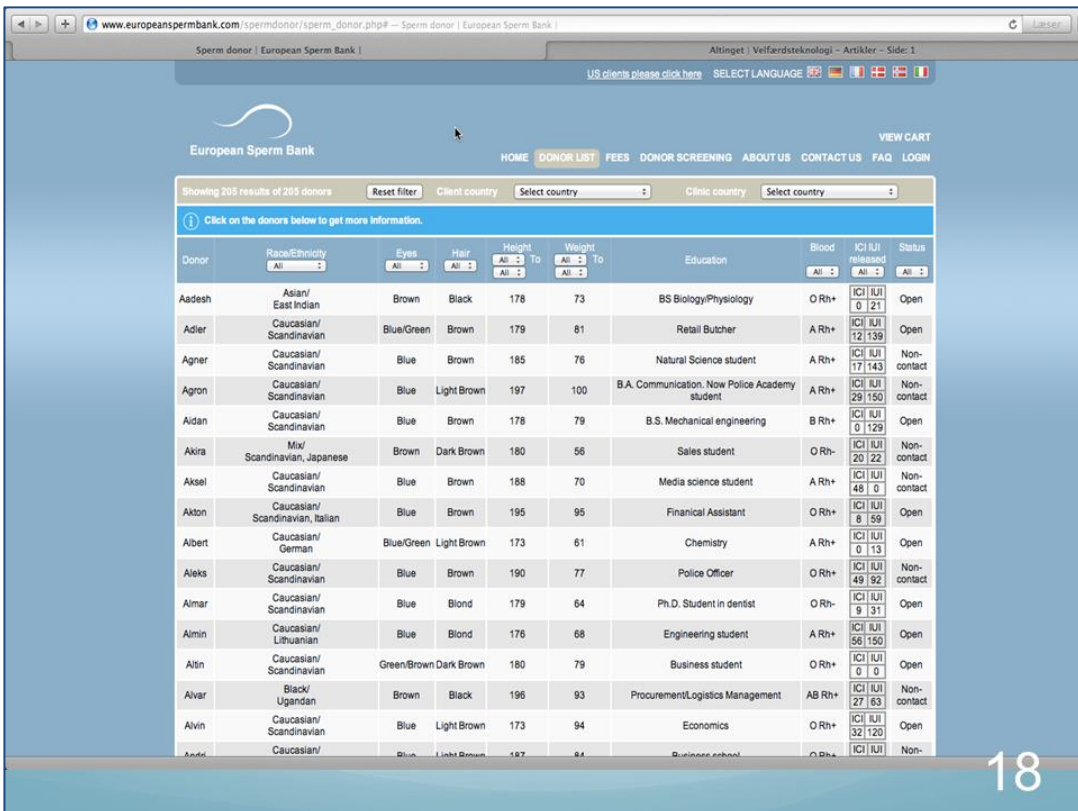 www.europeanspermbank.com/spermdonor/sperm_donor.php# — Sperm donor | European Sperm Bank |
Læser
Sperm donor | European Sperm Bank |
Altinget | Velfærdsteknologi – Artikler – Side: 1
US clients please click here SELECT LANGUAGE
European Sperm Bank
VIEW CART
HOME DONOR LIST FEES DONOR SCREENING ABOUT US CONTACT US FAQ LOGIN
Showing 205 results of 205 donors Reset filter Client country Select country Clinic country Select country
Click on the donors below to get more information.
Donor Race/Ethnicity All Eyes All Hair All Height All To All Weight All To All Education Blood All ICI IUI released All Status All
Aadesh Asian/ East Indian Brown Black 178 73 BS Biology/Physiology O Rh+ ICI IUI 0 21 Open
Adler Caucasian/ Scandinavian Blue/Green Brown 179 81 Retail Butcher A Rh+ ICI IUI 12 139 Open
Agner Caucasian/ Scandinavian Blue Brown 185 76 Natural Science student A Rh+ ICI IUI 17 143 Non-contact
Agron Caucasian/ Scandinavian Blue Light Brown 197 100 B.A. Communication. Now Police Academy student A Rh+ ICI IUI 29 150 Non-contact
Aidan Caucasian/ Scandinavian Blue Brown 178 79 B.S. Mechanical engineering B Rh+ ICI IUI 0 129 Open
Akira Mix/ Scandinavian, Japanese Brown Dark Brown 180 56 Sales student O Rh- ICI IUI 20 22 Non-contact
Aksel Caucasian/ Scandinavian Blue Brown 188 70 Media science student A Rh+ ICI IUI 48 0 Non-contact
Akton Caucasian/ Scandinavian, Italian Blue Brown 195 95 Finanical Assistant O Rh+ ICI IUI 8 59 Open
Albert Caucasian/ German Blue/Green Light Brown 173 61 Chemistry A Rh+ ICI IUI 0 13 Open
Aleks Caucasian/ Scandinavian Blue Brown 190 77 Police Officer O Rh+ ICI IUI 49 92 Non-contact
Almar Caucasian/ Scandinavian Blue Blond 179 64 Ph.D. Student in dentist O Rh- ICI IUI 9 31 Open
Almin Caucasian/ Lithuanian Blue Blond 176 68 Engineering student A Rh+ ICI IUI 56 150 Open
Altin Caucasian/ Scandinavian Green/Brown Dark Brown 180 79 Business student O Rh+ ICI IUI 0 0 Open
Alvar Black/ Ugandan Brown Black 196 93 Procurement/Logistics Management AB Rh+ ICI IUI 27 63 Non-contact
Alvin Caucasian/ Scandinavian Blue Light Brown 173 94 Economics O Rh+ ICI IUI 32 120 Open
Andri Caucasian/ Blue Light Brown 187 84 Business school O Rh+ ICI IUI Non-
18